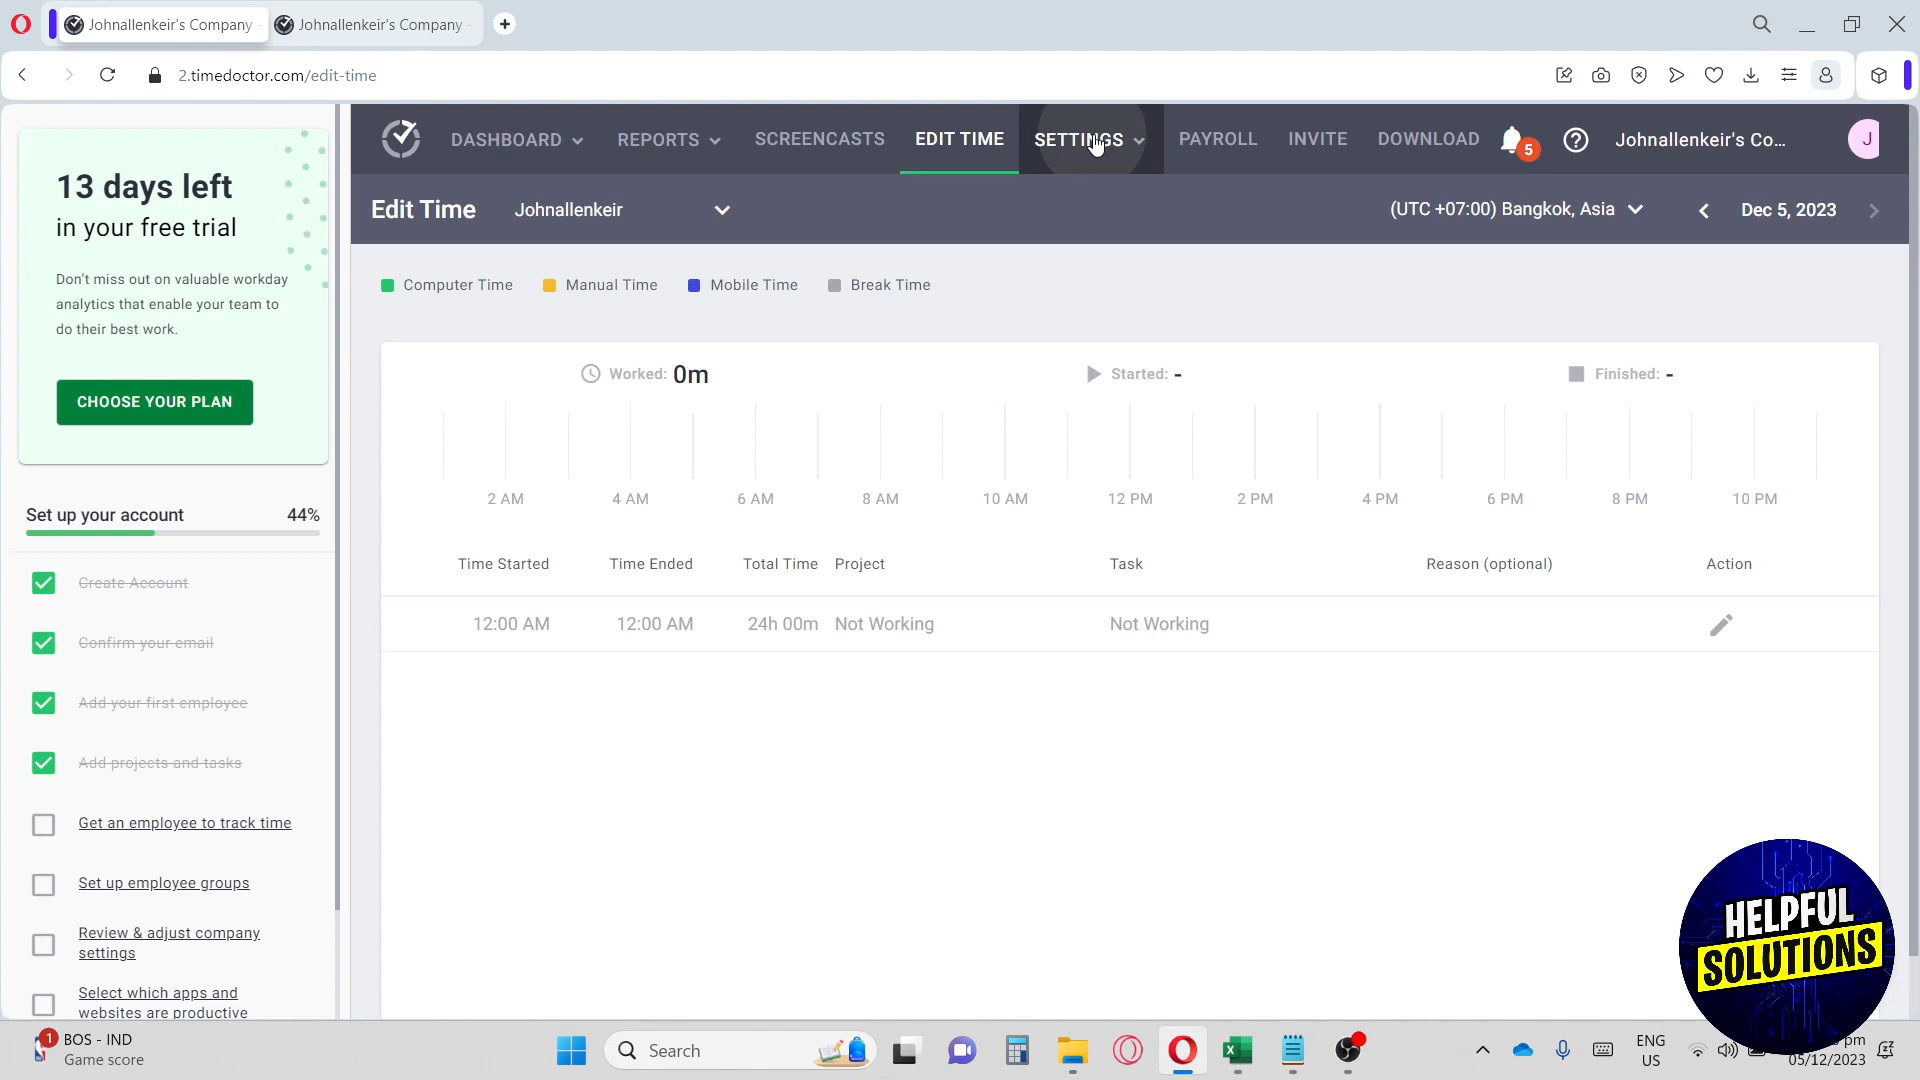 Johnallenkeir's Company
Johnallenkeir's Company
2.timedoctor.com/edit-time
DASHBOARD
REPORTS
SCREENCASTS
EDIT TIME
SETTINGS
PAYROLL
INVITE
DOWNLOAD
5
Johnallenkeir's Co...
J
Edit Time
Johnallenkeir
(UTC +07:00) Bangkok, Asia
Dec 5, 2023
13 days left
in your free trial
Don't miss out on valuable workday
analytics that enable your team to
do their best work.
CHOOSE YOUR PLAN
Set up your account 44%
Create Account
Confirm your email
Add your first employee
Add projects and tasks
Get an employee to track time
Set up employee groups
Review & adjust company
settings
Select which apps and
websites are productive
Computer Time
Manual Time
Mobile Time
Break Time
Worked: 0m
Started: -
Finished: -
2 AM 4 AM 6 AM 8 AM 10 AM 12 PM 2 PM 4 PM 6 PM 8 PM 10 PM
Time Started Time Ended Total Time Project Task Reason (optional) Action
12:00 AM 12:00 AM 24h 00m Not Working Not Working
HELPFUL
SOLUTIONS
1
BOS - IND
Game score
Search
ENG
US
pm
05/12/2023